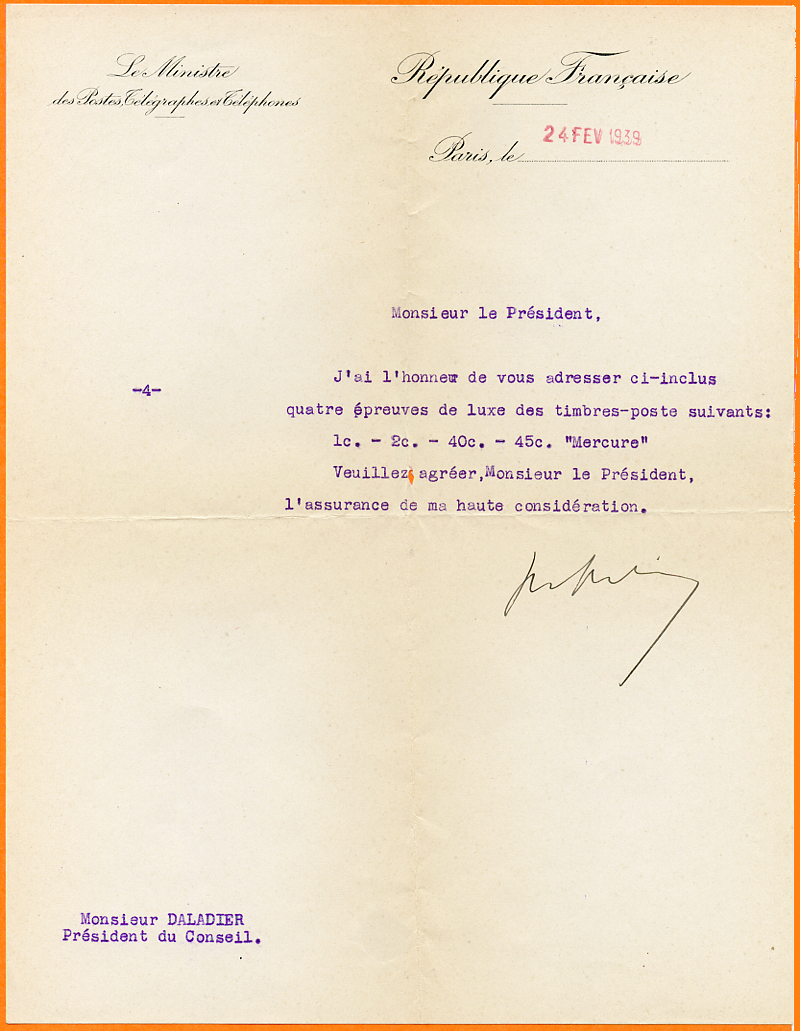 Le Ministre
des Postes, Télégraphes et Téléphones
République Française
Paris, le 24 FEV 1939
Monsieur le Président,
-4-
J'ai l'honneur de vous adresser ci-inclus
quatre épreuves de luxe des timbres-poste suivants:
1c. - 2c. - 40c. - 45c. "Mercure"
Veuillez agréer,Monsieur le Président,
l'assurance de ma haute considération.
Monsieur DALADIER
Président du Conseil.